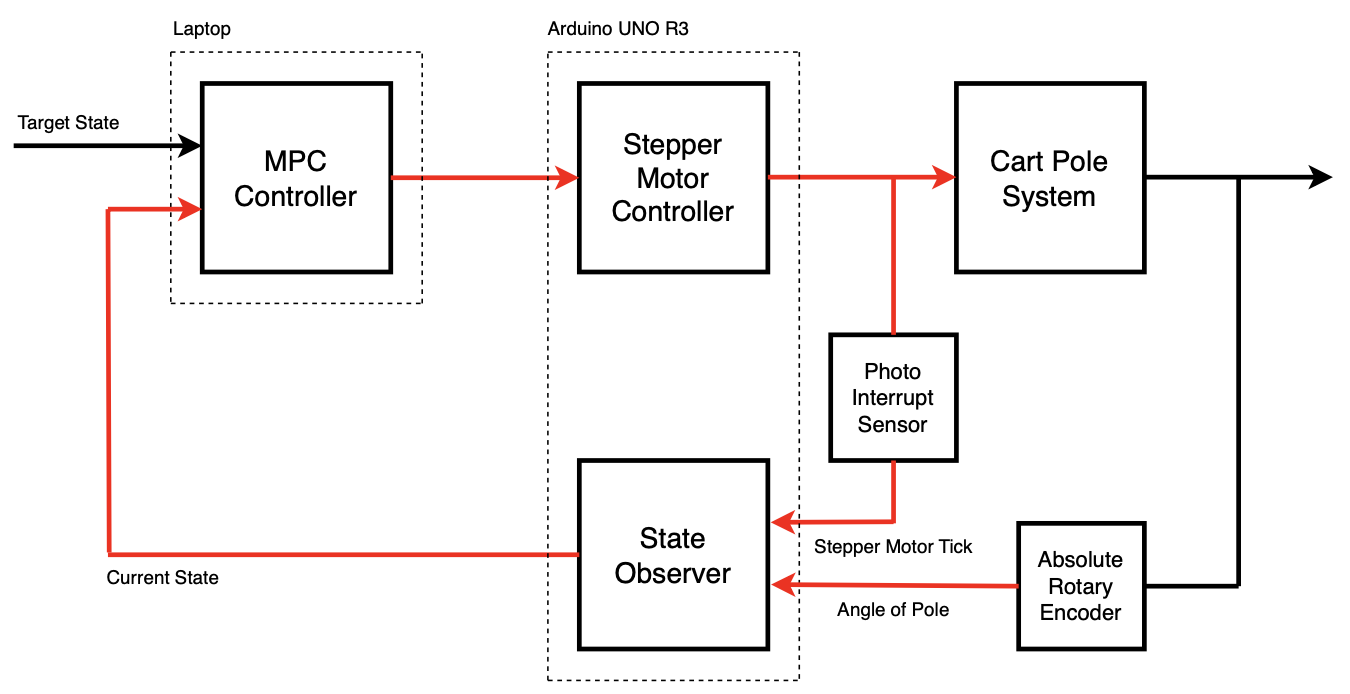 Laptop
Arduino UNO R3
Target State
MPC
Controller
Stepper
Motor
Controller
Cart Pole
System
Photo
Interrupt
Sensor
State
Observer
Stepper Motor Tick
Absolute
Rotary
Encoder
Current State
Angle of Pole